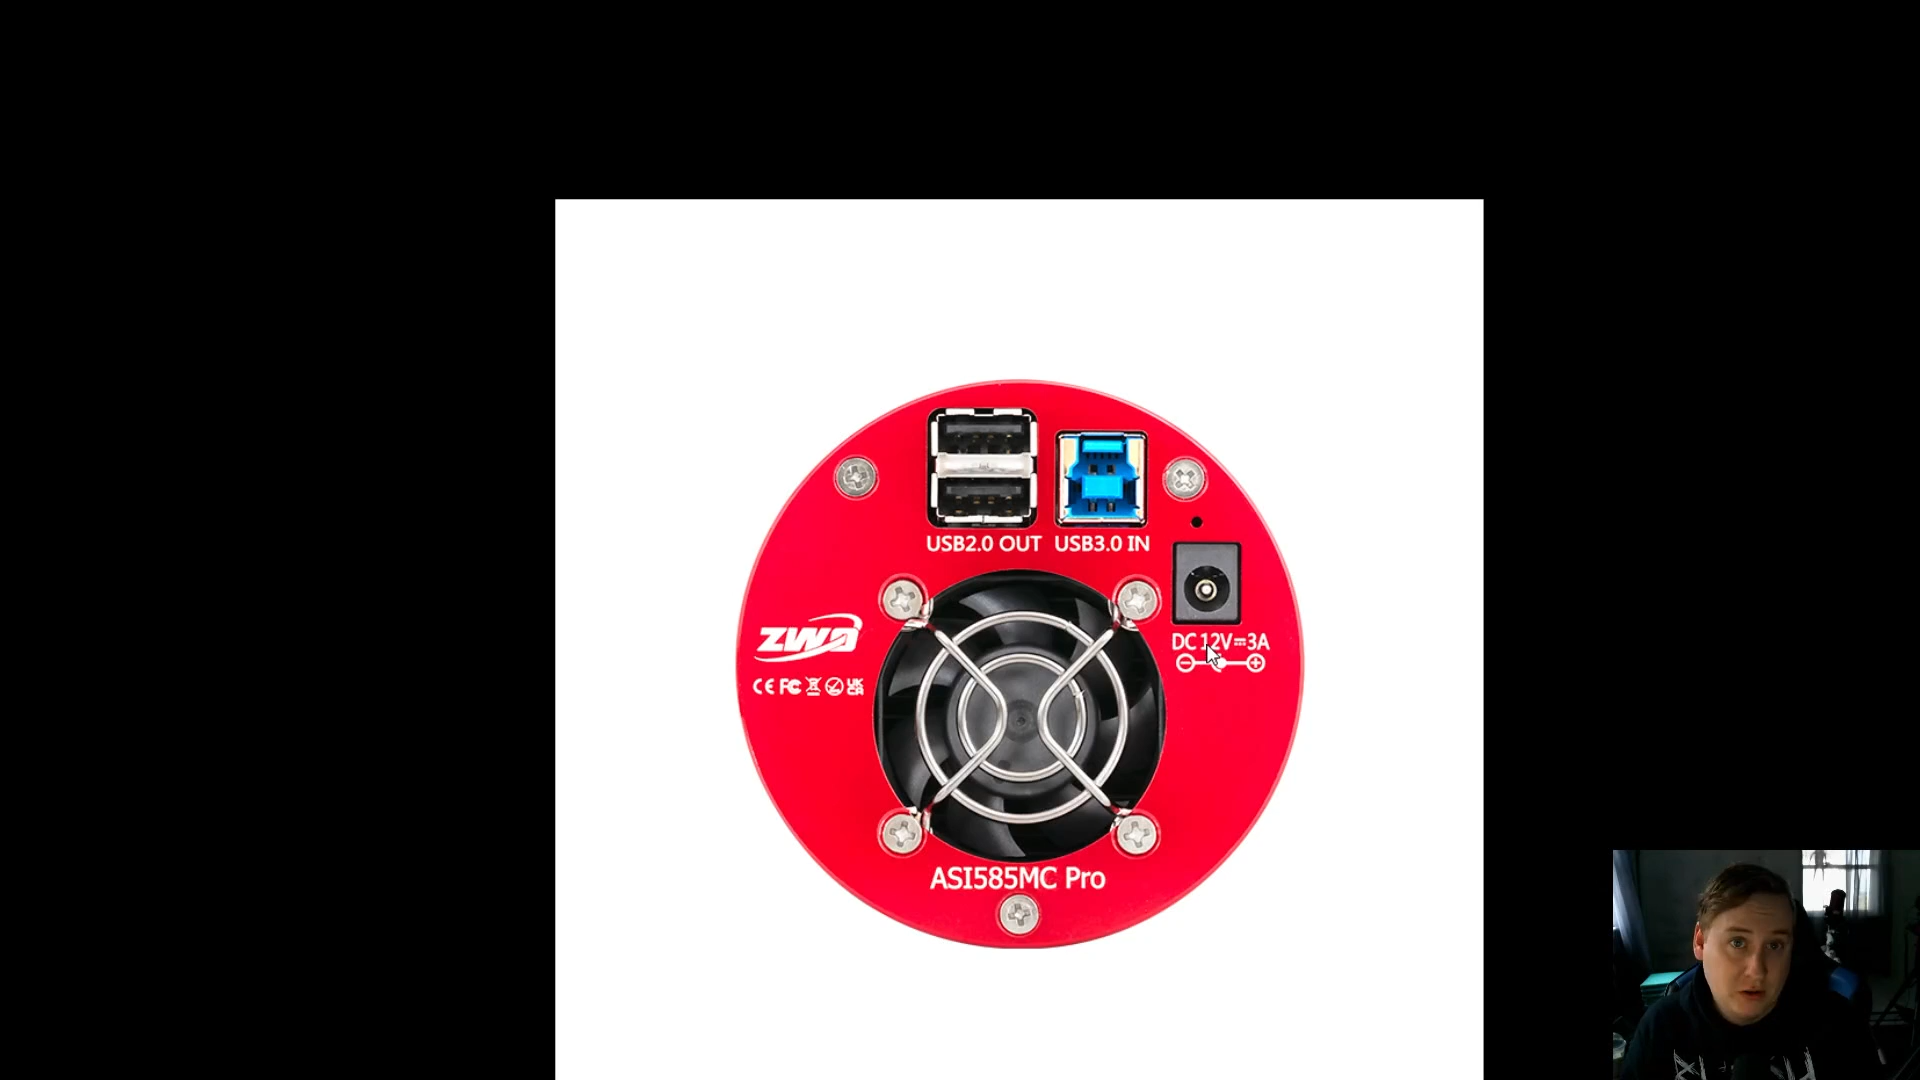 USB2.0 OUT USB3.0 IN
DC 12V⎓3A
ZWO
CE FC UK CA
ASI585MC Pro